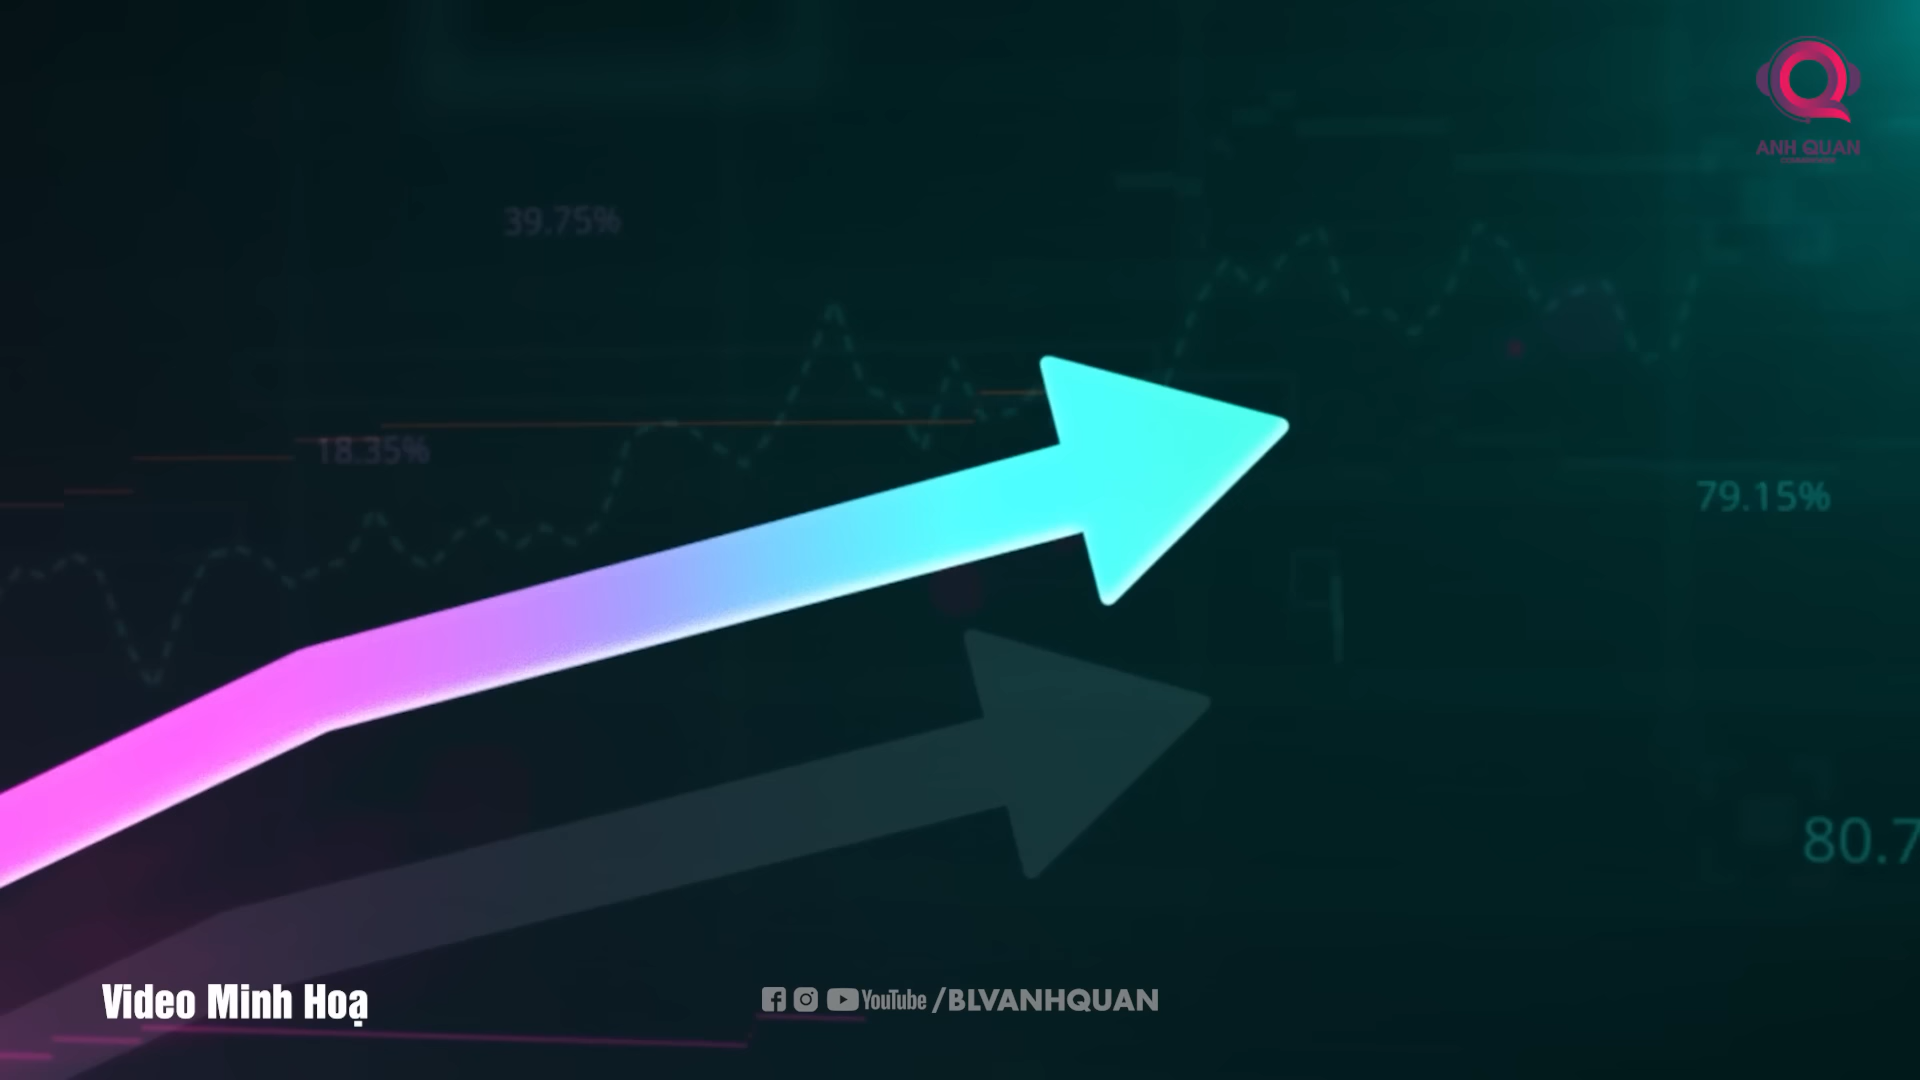 ANH QUAN
39.75%
18.35%
79.15%
80.7
Video Minh Hoạ
YouTube /BLVANHQUAN